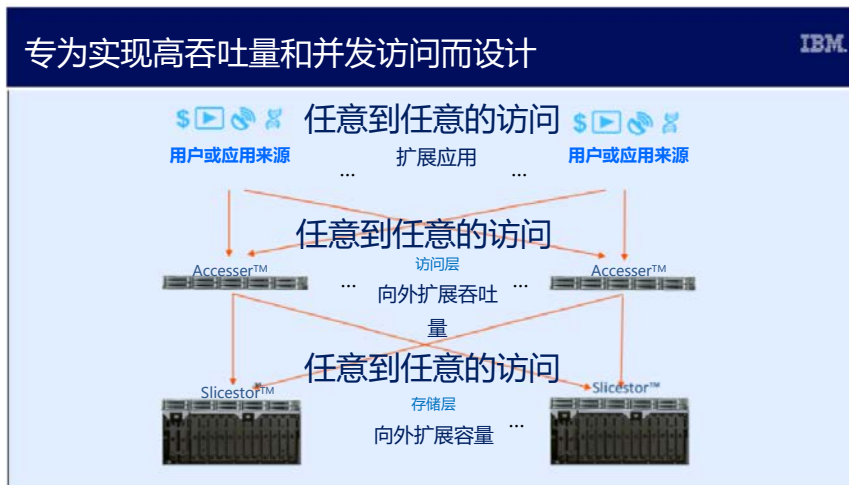 专为实现高吞吐量和并发访问而设计
IBM.
任意到任意的访问
用户或应用来源
扩展应用
用户或应用来源
...
...
任意到任意的访问
访问层
Accesser™
Accesser™
...
...
向外扩展吞吐
量
任意到任意的访问
Slicestor™
Slicestor™
存储层
向外扩展容量
...